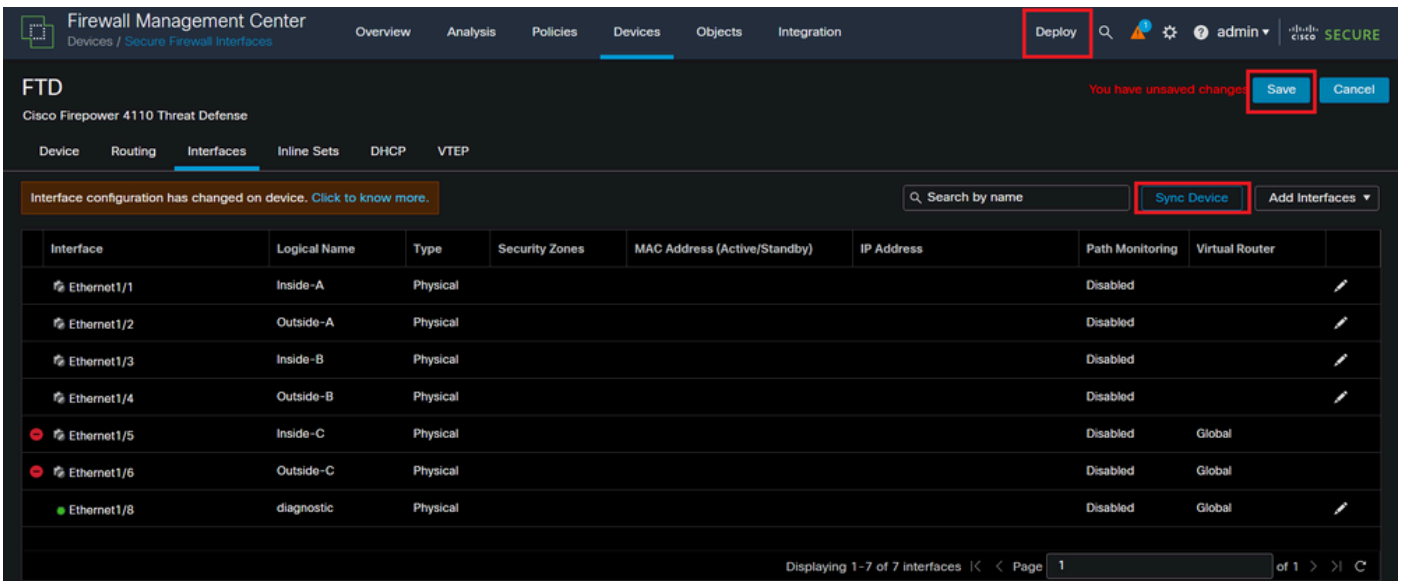 Firewall Management Center
Devices / Secure Firewall Interfaces
Overview Analysis Policies Devices Objects Integration Deploy 1 ? admin cisco SECURE
FTD
You have unsaved changes Save Cancel
Cisco Firepower 4110 Threat Defense
Device Routing Interfaces Inline Sets DHCP VTEP
Interface configuration has changed on device. Click to know more. Search by name Sync Device Add Interfaces
Interface Logical Name Type Security Zones MAC Address (Active/Standby) IP Address Path Monitoring Virtual Router
Ethernet1/1 Inside-A Physical Disabled
Ethernet1/2 Outside-A Physical Disabled
Ethernet1/3 Inside-B Physical Disabled
Ethernet1/4 Outside-B Physical Disabled
Ethernet1/5 Inside-C Physical Disabled Global
Ethernet1/6 Outside-C Physical Disabled Global
Ethernet1/8 diagnostic Physical Disabled Global
Displaying 1-7 of 7 interfaces |< < Page 1 of 1 > >| C